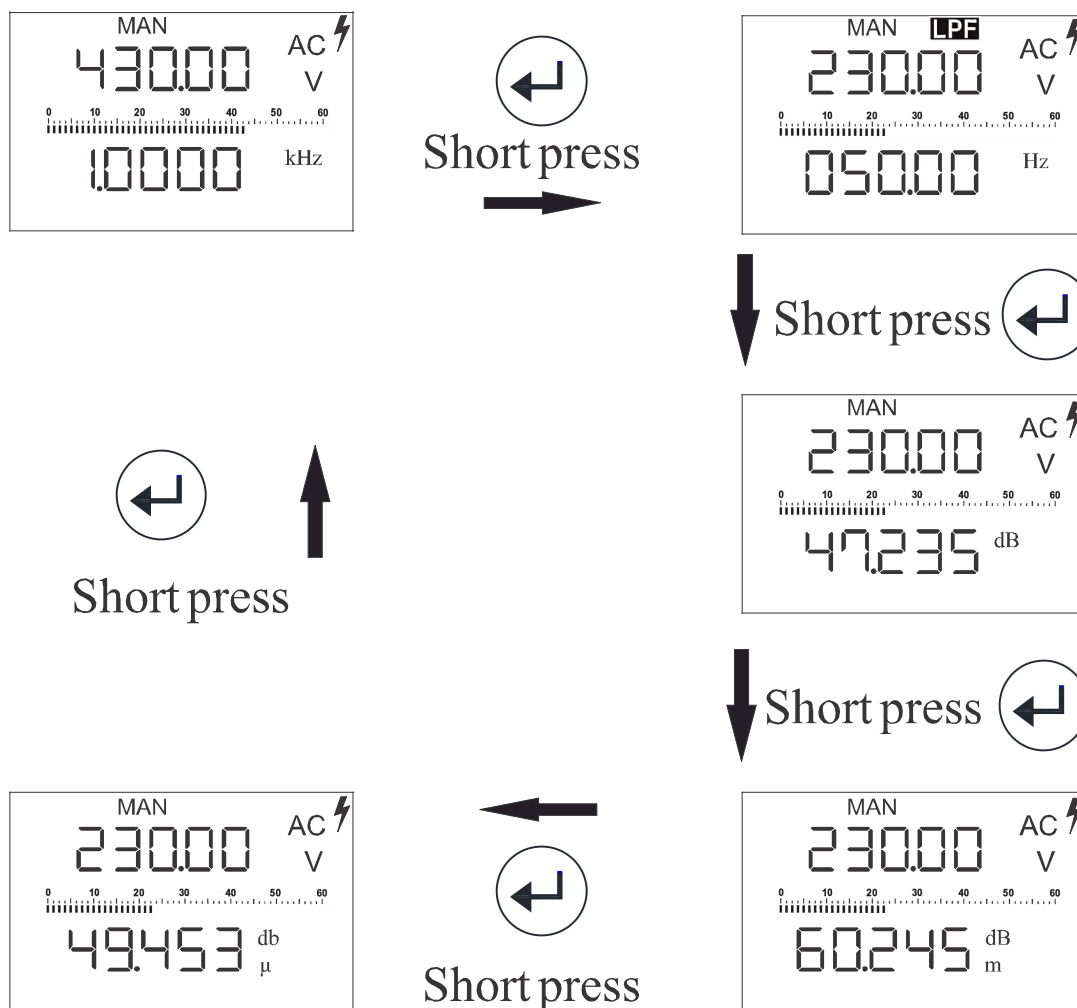 MAN
430.00 AC V
0 10 20 30 40 50 60
1.0000 kHz
Short press
MAN LPF
230.00 AC V
0 10 20 30 40 50 60
050.00 Hz
Short press
MAN
230.00 AC V
0 10 20 30 40 50 60
47.235 dB
Short press
Short press
MAN
230.00 AC V
0 10 20 30 40 50 60
49.453 db µ
Short press
MAN
230.00 AC V
0 10 20 30 40 50 60
60.245 dB m